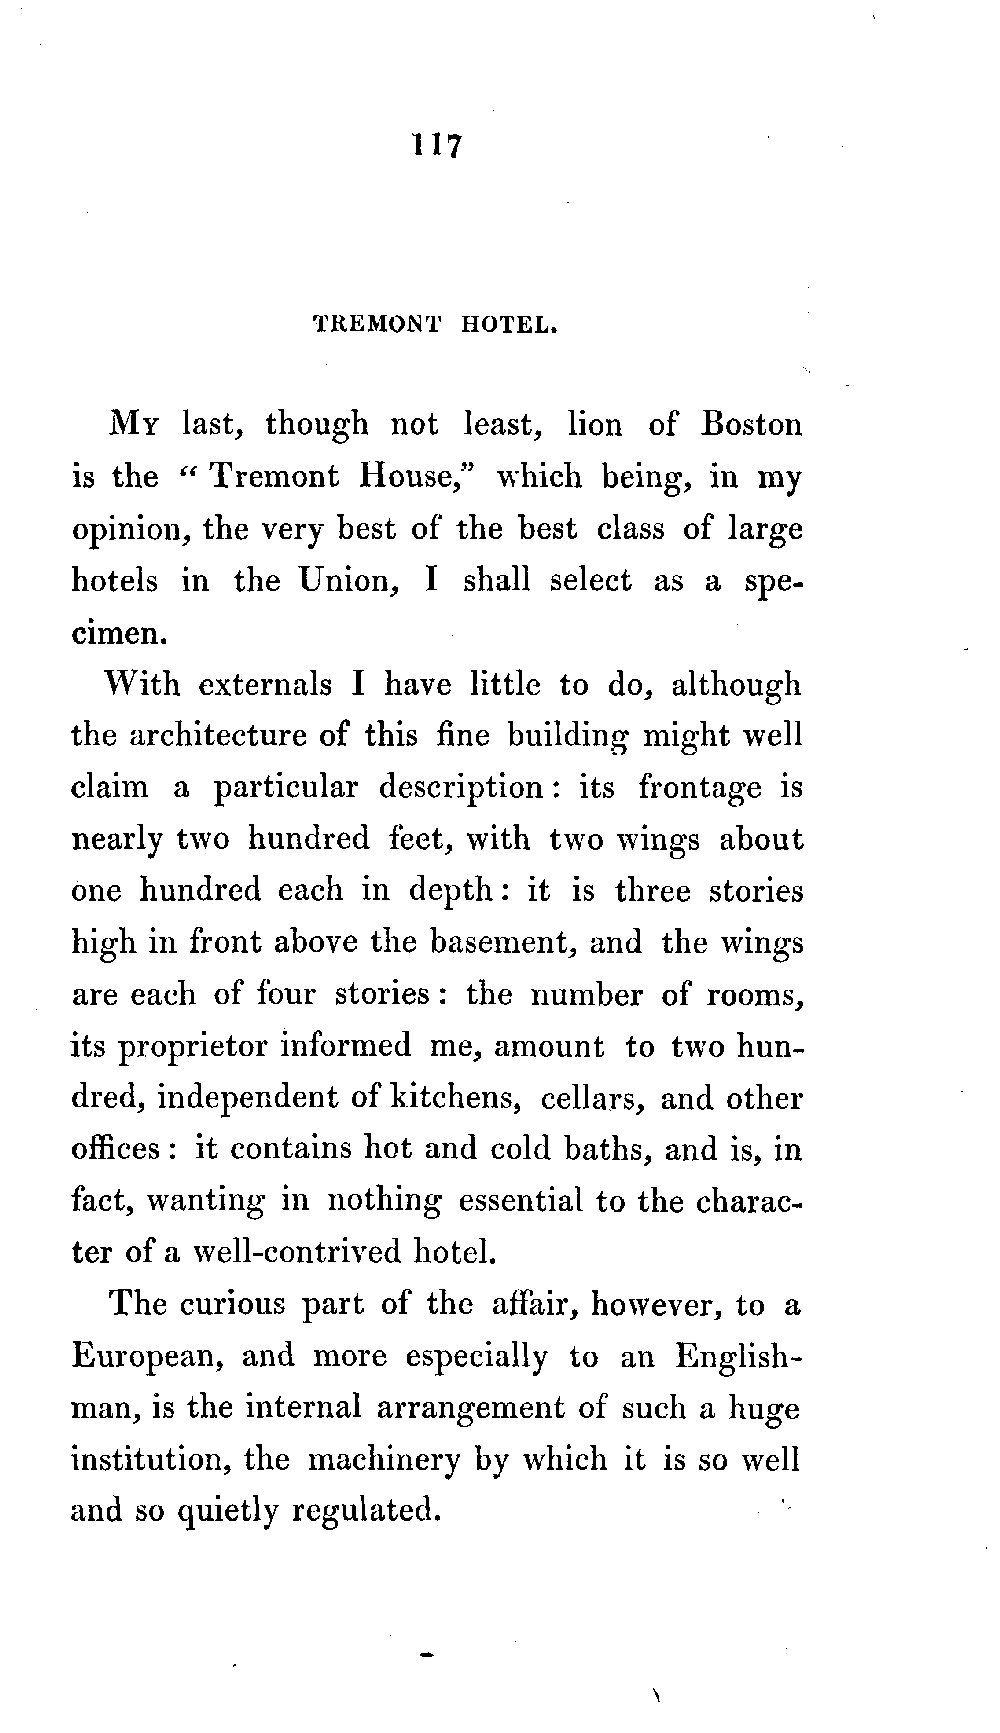 117
TREMONT HOTEL.
My last, though not least, lion of Boston
is the “ Tremont House,” which being, in my
opinion, the very best of the best class of large
hotels in the Union, I shall select as a spe-
cimen.
With externals I have little to do, although
the architecture of this fine building might well
claim a particular description : its frontage is
nearly two hundred feet, with two wings about
one hundred each in depth : it is three stories
high in front above the basement, and the wings
are each of four stories : the number of rooms,
its proprietor informed me, amount to two hun-
dred, independent of kitchens, cellars, and other
offices : it contains hot and cold baths, and is, in
fact, wanting in nothing essential to the charac-
ter of a well-contrived hotel.
The curious part of the affair, however, to a
European, and more especially to an English-
man, is the internal arrangement of such a huge
institution, the machinery by which it is so well
and so quietly regulated.